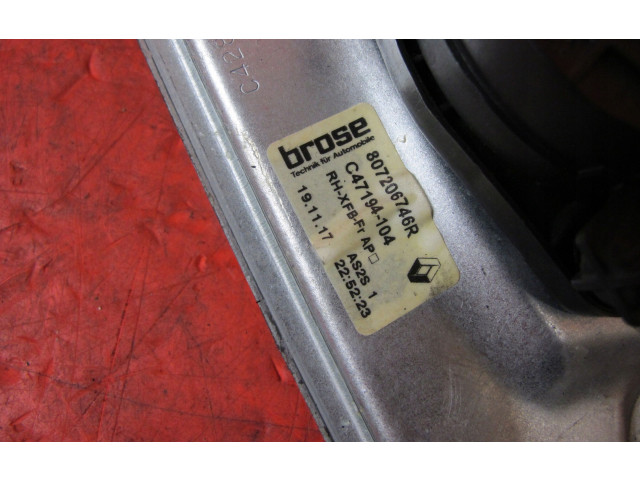 brose
Technik für Automobile
807206746R
C47194-104
RH-XFB-Fr AP□
19.11.17
AS2S 1
22:52:23